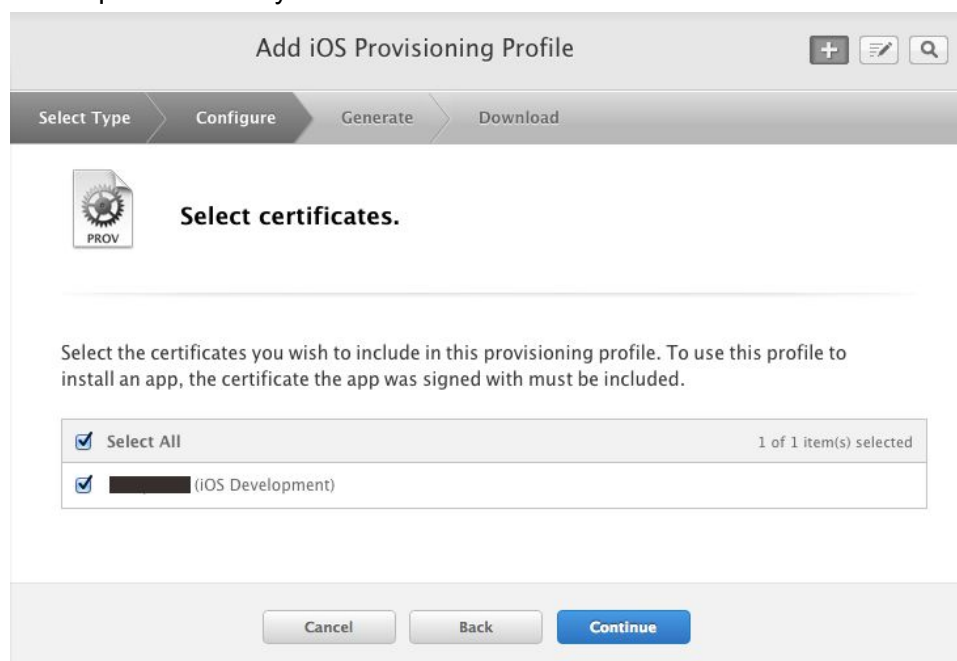 Add iOS Provisioning Profile
Select Type Configure Generate Download
PROV
Select certificates.
Select the certificates you wish to include in this provisioning profile. To use this profile to
install an app, the certificate the app was signed with must be included.
Select All 1 of 1 item(s) selected
(iOS Development)
Cancel Back Continue